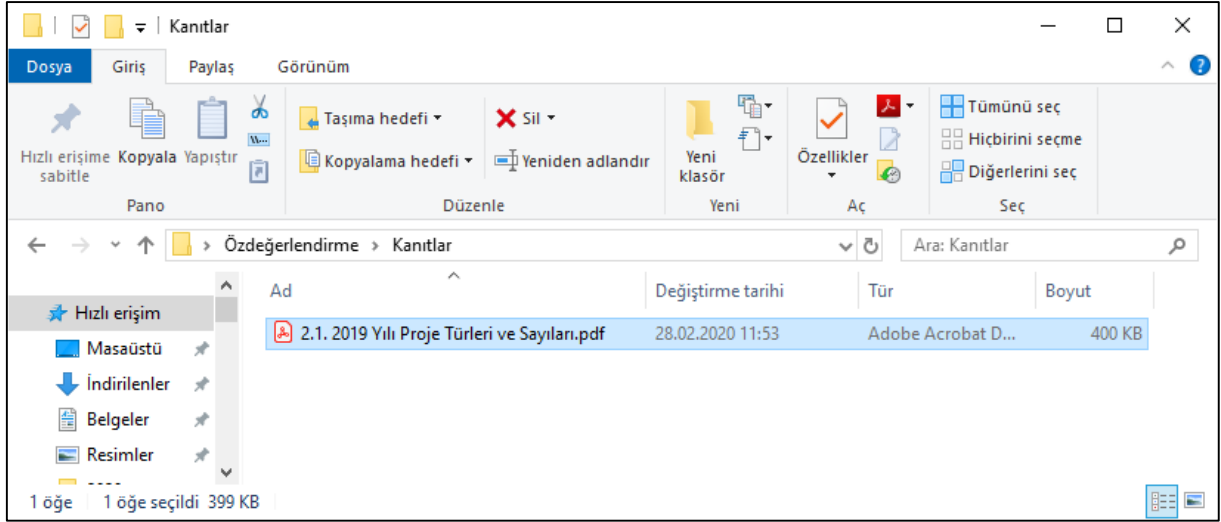 Kanıtlar
Dosya Giriş Paylaş Görünüm
Hızlı erişime sabitle
Kopyala
Yapıştır
Pano
Taşıma hedefi
Kopyalama hedefi
Sil
Yeniden adlandır
Düzenle
Yeni klasör
Yeni
Özellikler
Aç
Tümünü seç
Hiçbirini seçme
Diğerlerini seç
Seç
Özdeğerlendirme > Kanıtlar
Ara: Kanıtlar
Ad Değiştirme tarihi Tür Boyut
2.1. 2019 Yılı Proje Türleri ve Sayıları.pdf 28.02.2020 11:53 Adobe Acrobat D... 400 KB
Hızlı erişim
Masaüstü
İndirilenler
Belgeler
Resimler
1 öğe 1 öğe seçildi 399 KB